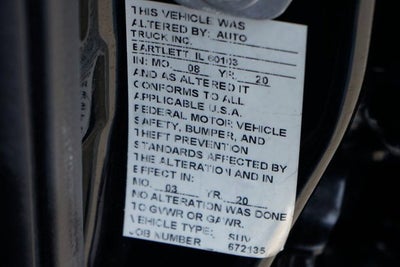 THIS VEHICLE WAS
ALTERED BY: AUTO
TRUCK INC.
BARTLETT IL 60103
IN: MO. 08 YR. 20
AND AS ALTERED IT
CONFORMS TO ALL
APPLICABLE U.S.A.
FEDERAL MOTOR VEHICLE
SAFETY, BUMPER, AND
THEFT PREVENTION
STANDARDS AFFECTED BY
THE ALTERATION AND IN
EFFECT IN:
MO. 03 YR. 20
NO ALTERATION WAS DONE
TO GVWR OR GAWR.
VEHICLE TYPE: SUV
JOB NUMBER 672135